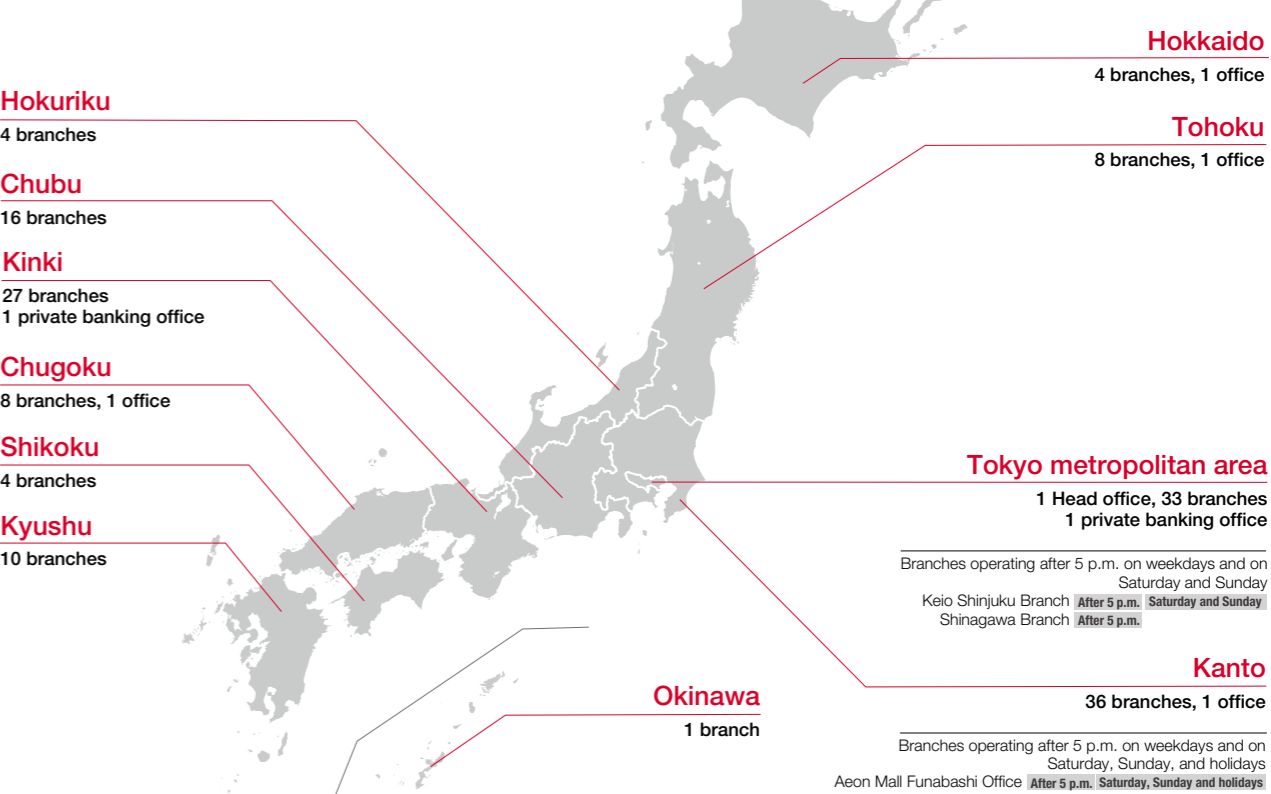 Hokkaido
4 branches, 1 office
Tohoku
8 branches, 1 office
Hokuriku
4 branches
Chubu
16 branches
Kinki
27 branches
1 private banking office
Chugoku
8 branches, 1 office
Shikoku
4 branches
Kyushu
10 branches
Tokyo metropolitan area
1 Head office, 33 branches
1 private banking office
Branches operating after 5 p.m. on weekdays and on
Saturday and Sunday
Keio Shinjuku Branch After 5 p.m. Saturday and Sunday
Shinagawa Branch After 5 p.m.
Kanto
36 branches, 1 office
Branches operating after 5 p.m. on weekdays and on
Saturday, Sunday, and holidays
Aeon Mall Funabashi Office After 5 p.m. Saturday, Sunday and holidays
Okinawa
1 branch